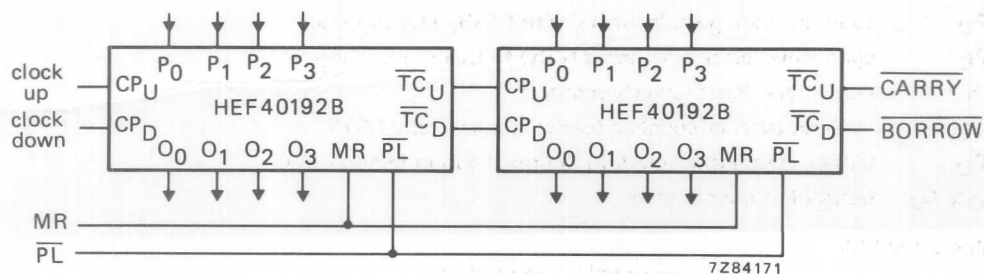 P0 P1 P2 P3
P0 P1 P2 P3
clock up
CPU
TCU
CPU
TCU
CARRY
HEF40192B
HEF40192B
clock down
CPD
TCD
CPD
TCD
BORROW
O0 O1 O2 O3 MR PL
O0 O1 O2 O3 MR PL
MR
PL
7Z84171